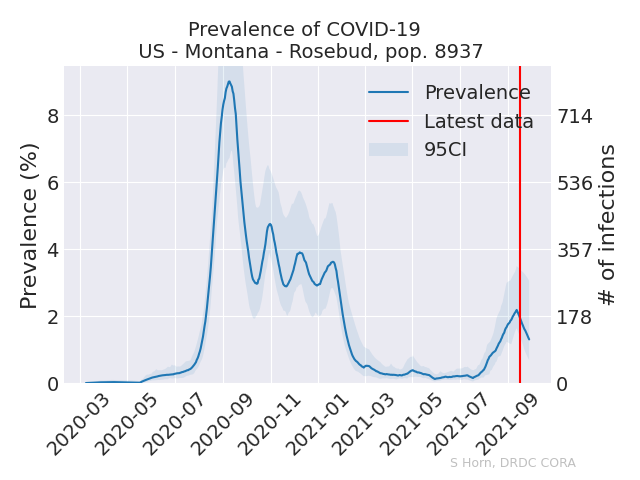 Prevalence of COVID-19
US - Montana - Rosebud, pop. 8937
Prevalence
Latest data
95CI
Prevalence (%)
8
6
4
2
0
714
536
357
178
0
# of infections
2020-03
2020-05
2020-07
2020-09
2020-11
2021-01
2021-03
2021-05
2021-07
2021-09
S Horn, DRDC CORA